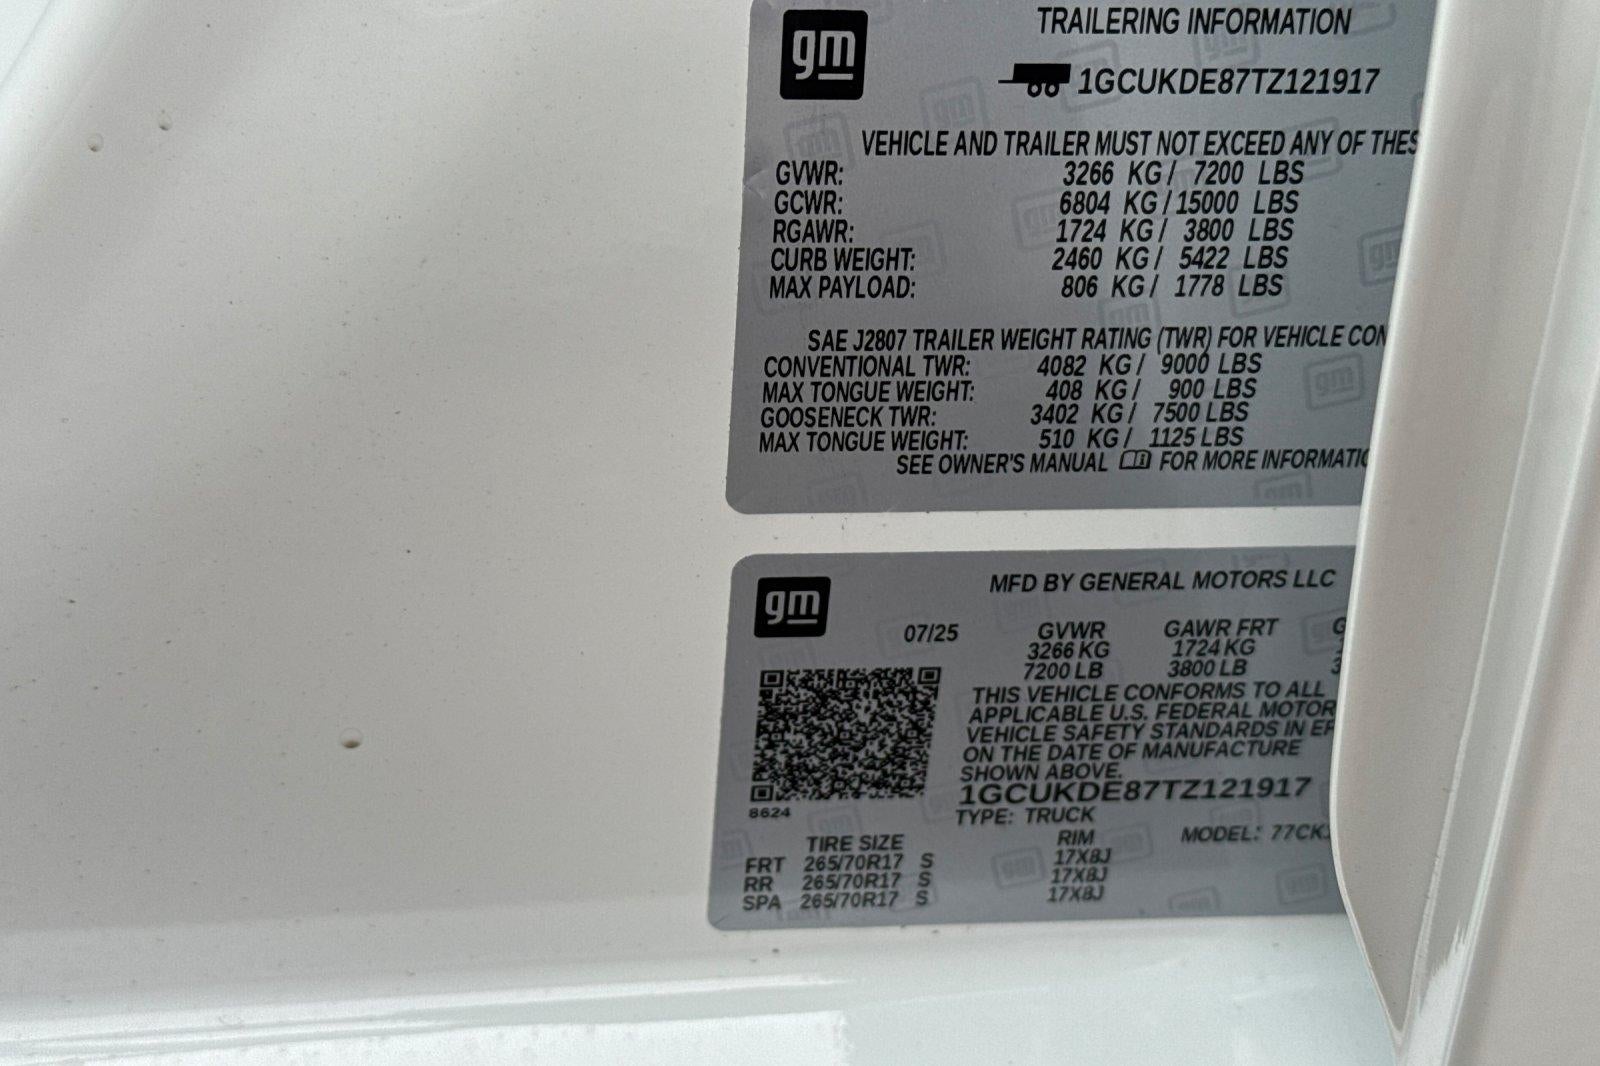 gm
TRAILERING INFORMATION
1GCUKDE87TZ121917
VEHICLE AND TRAILER MUST NOT EXCEED ANY OF THES
GVWR: 3266 KG / 7200 LBS
GCWR: 6804 KG / 15000 LBS
RGAWR: 1724 KG / 3800 LBS
CURB WEIGHT: 2460 KG / 5422 LBS
MAX PAYLOAD: 806 KG / 1778 LBS
SAE J2807 TRAILER WEIGHT RATING (TWR) FOR VEHICLE CON
CONVENTIONAL TWR: 4082 KG / 9000 LBS
MAX TONGUE WEIGHT: 408 KG / 900 LBS
GOOSENECK TWR: 3402 KG / 7500 LBS
MAX TONGUE WEIGHT: 510 KG / 1125 LBS
SEE OWNER'S MANUAL FOR MORE INFORMATIO
gm
MFD BY GENERAL MOTORS LLC
07/25 GVWR GAWR FRT G
3266 KG 1724 KG 1
7200 LB 3800 LB 3
THIS VEHICLE CONFORMS TO ALL
APPLICABLE U.S. FEDERAL MOTOR
VEHICLE SAFETY STANDARDS IN EF
ON THE DATE OF MANUFACTURE
SHOWN ABOVE.
1GCUKDE87TZ121917
8624
TYPE: TRUCK
TIRE SIZE RIM MODEL: 77CK
FRT 265/70R17 S 17X8J
RR 265/70R17 S 17X8J
SPA 265/70R17 S 17X8J